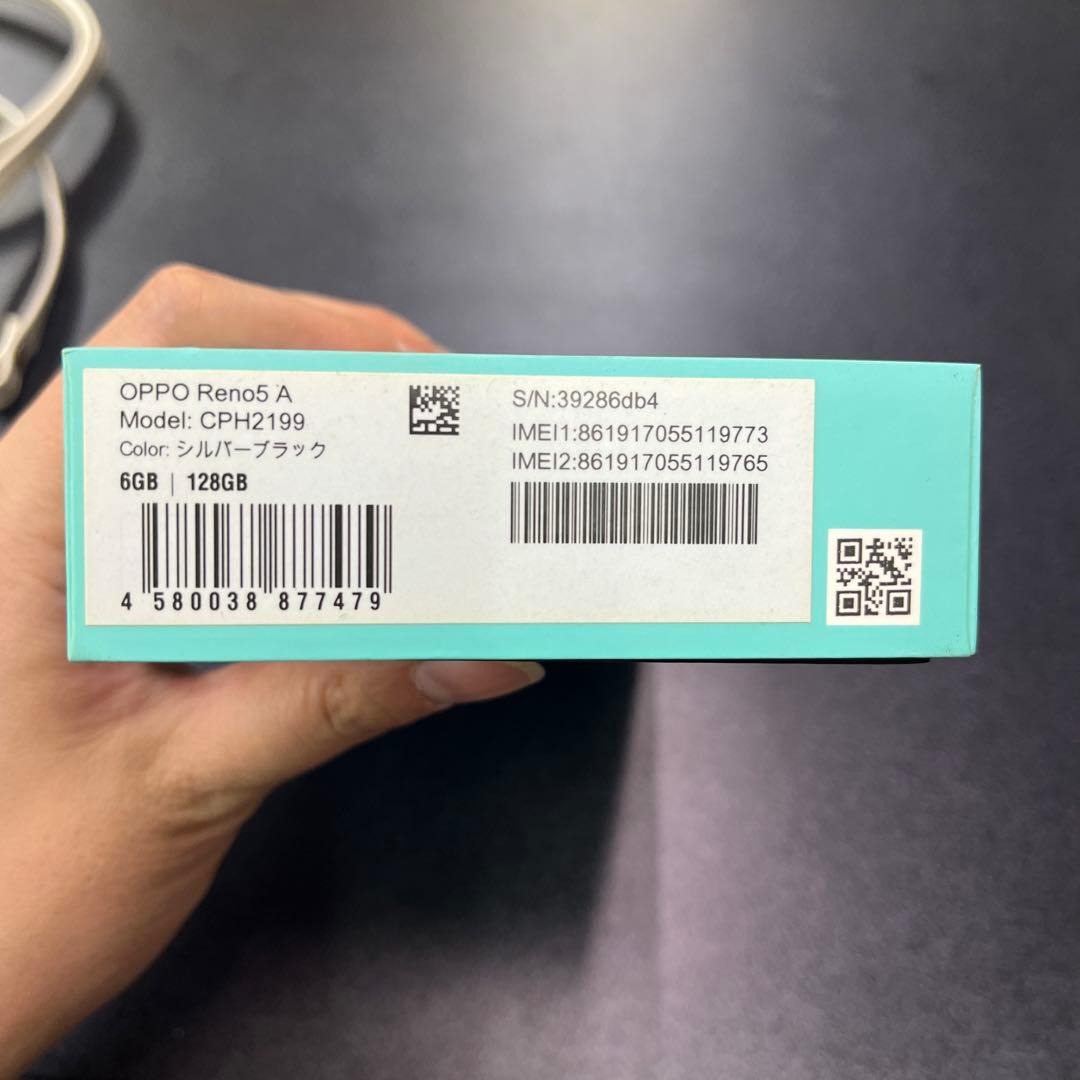 OPPO Reno5 A
Model: CPH2199
Color: シルバーブラック
6GB | 128GB
4 580038 877479
S/N:39286db4
IMEI1:861917055119773
IMEI2:861917055119765